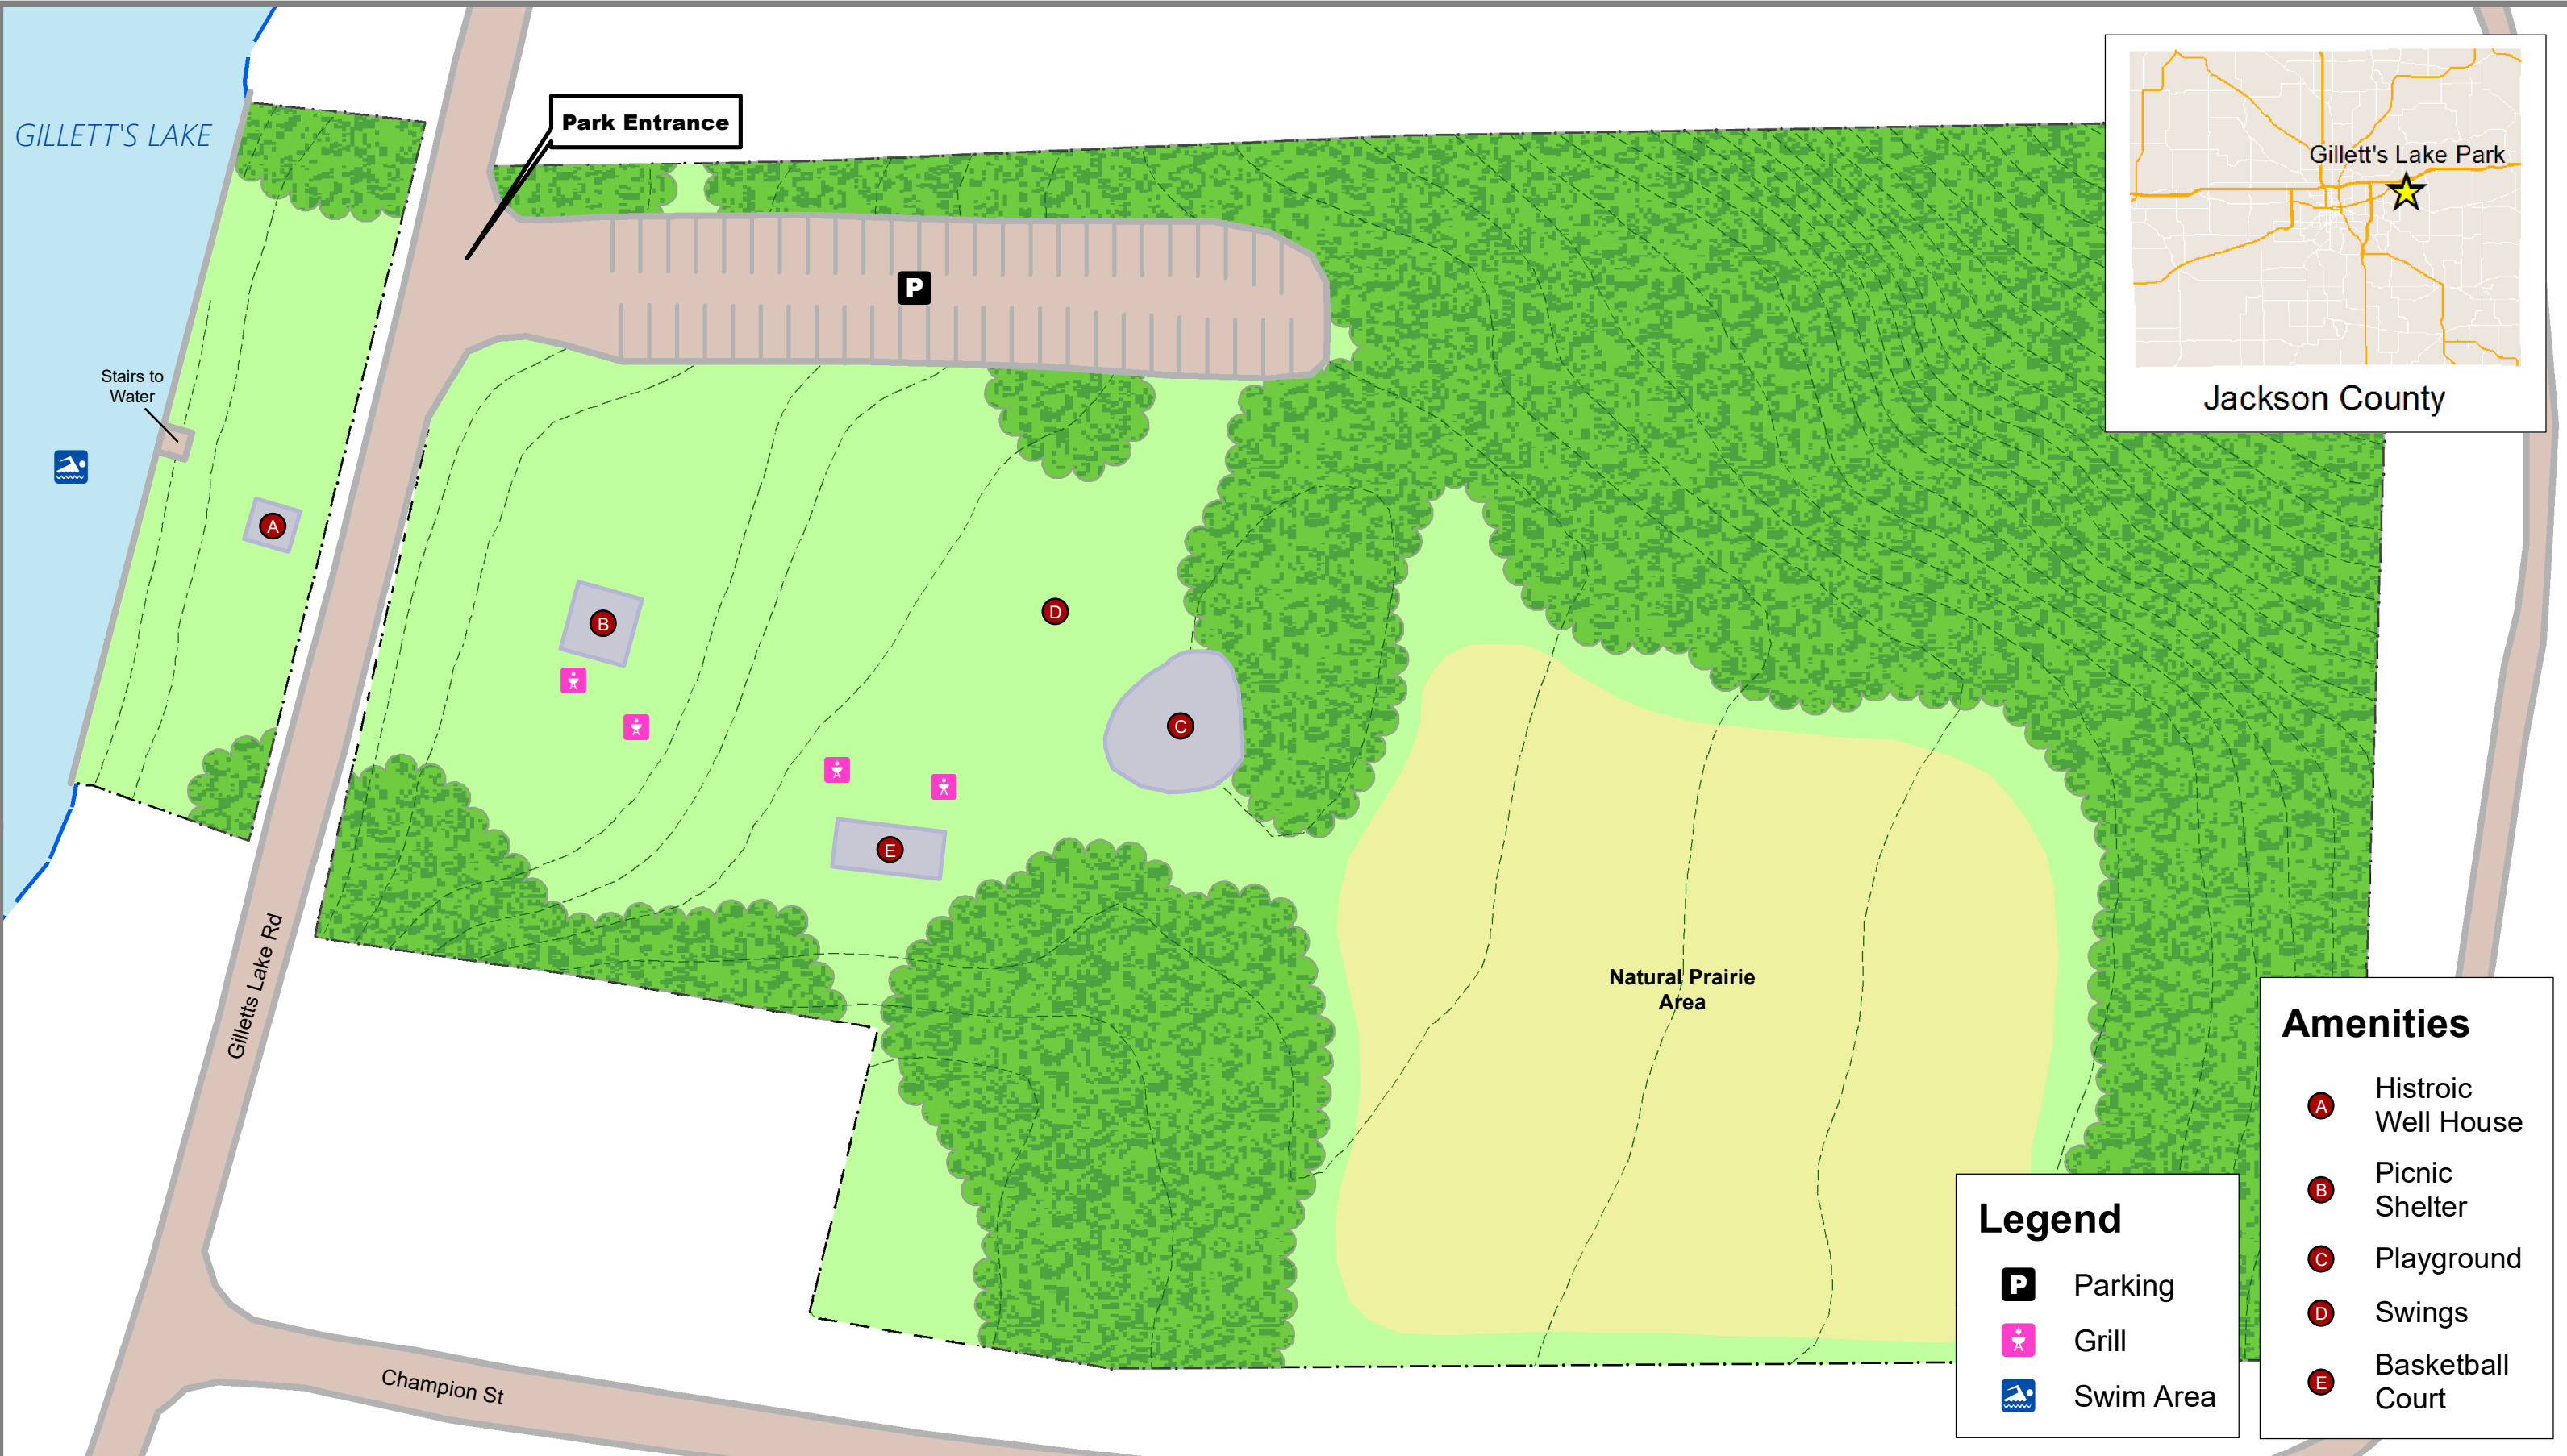 GILLETT'S LAKE
Park Entrance
P
Stairs to
Water
A
B
C
D
E
Gilletts Lake Rd
Champion St
Natural Prairie
Area
Gillett's Lake Park
Jackson County
Legend
P Parking
Grill
Swim Area
Amenities
A Histroic
Well House
B Picnic
Shelter
C Playground
D Swings
E Basketball
Court